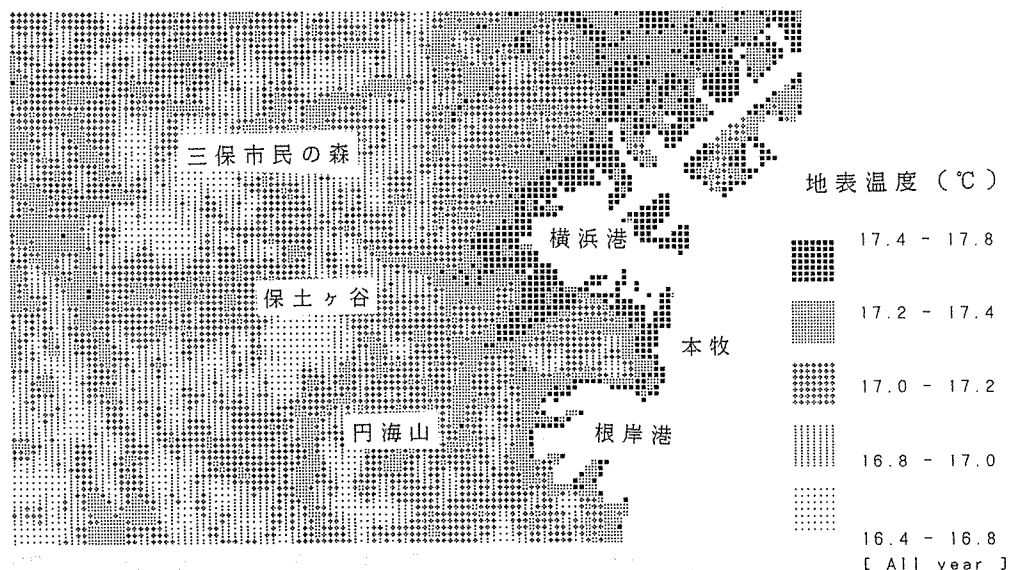 三保市民の森
横浜港
保土ヶ谷
本牧
円海山
根岸港
地表温度 (℃)
17.4 - 17.8
17.2 - 17.4
17.0 - 17.2
16.8 - 17.0
16.4 - 16.8
[ All year ]